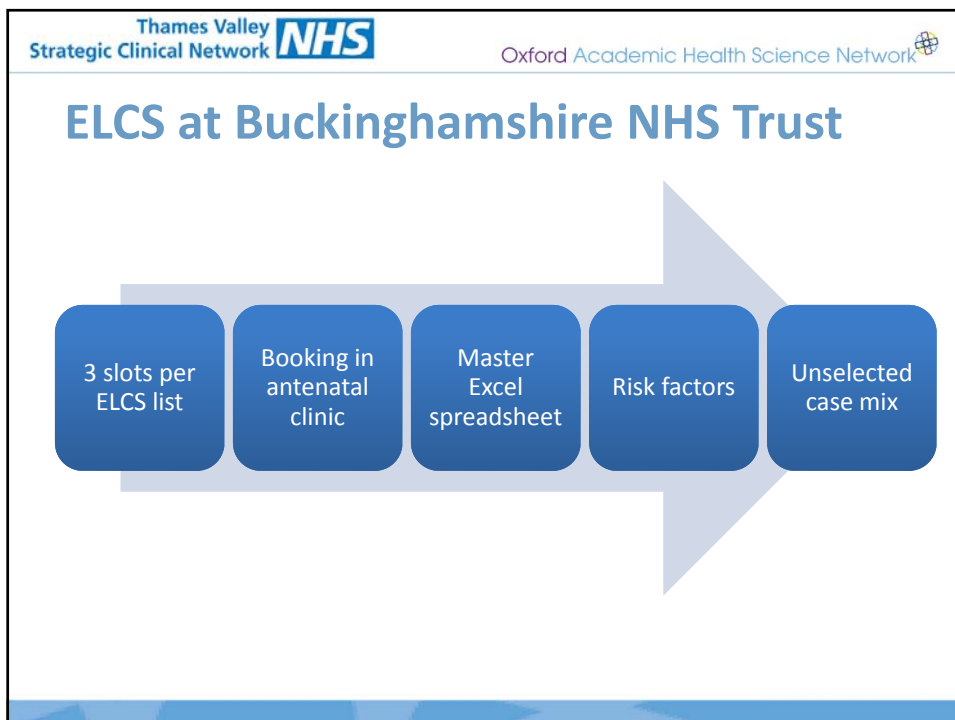 Thames Valley
Strategic Clinical Network NHS
Oxford Academic Health Science Network
ELCS at Buckinghamshire NHS Trust
3 slots per
ELCS list
Booking in
antenatal
clinic
Master
Excel
spreadsheet
Risk factors
Unselected
case mix